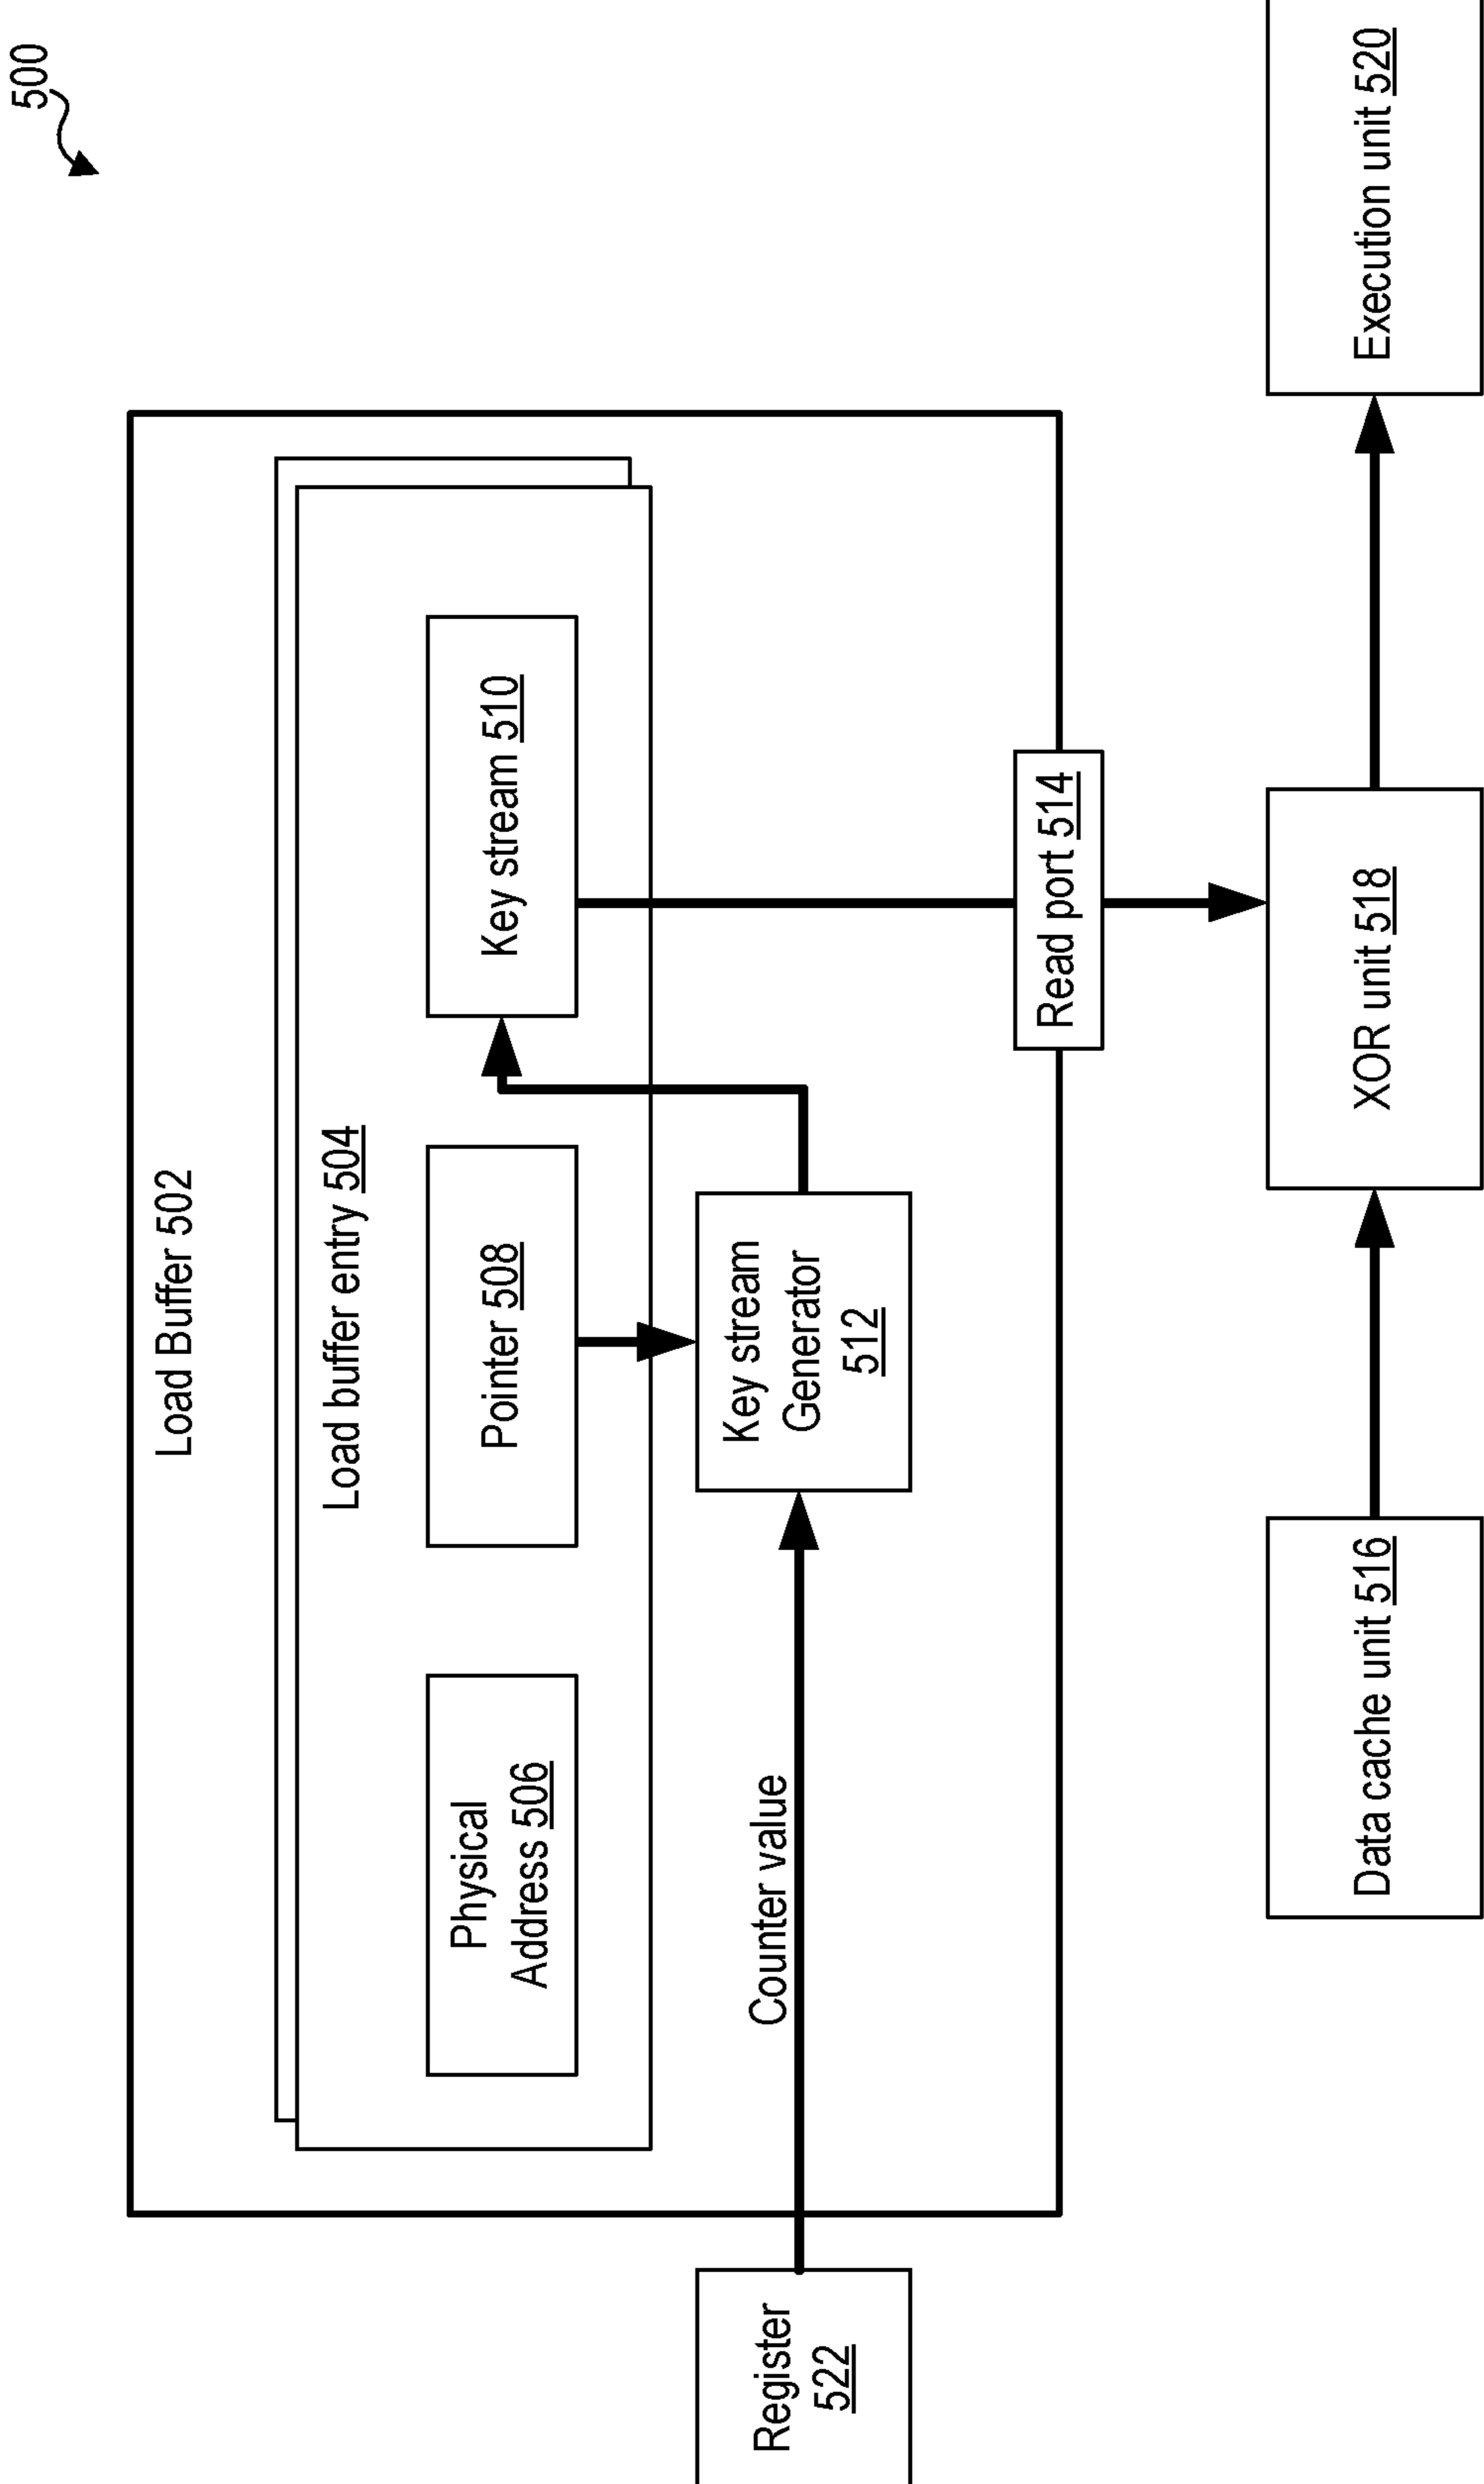 500
Load Buffer 502
Load buffer entry 504
Physical
Address 506
Pointer 508
Key stream 510
Register
522
Counter value
Key stream
Generator
512
Read port 514
Data cache unit 516
XOR unit 518
Execution unit 520